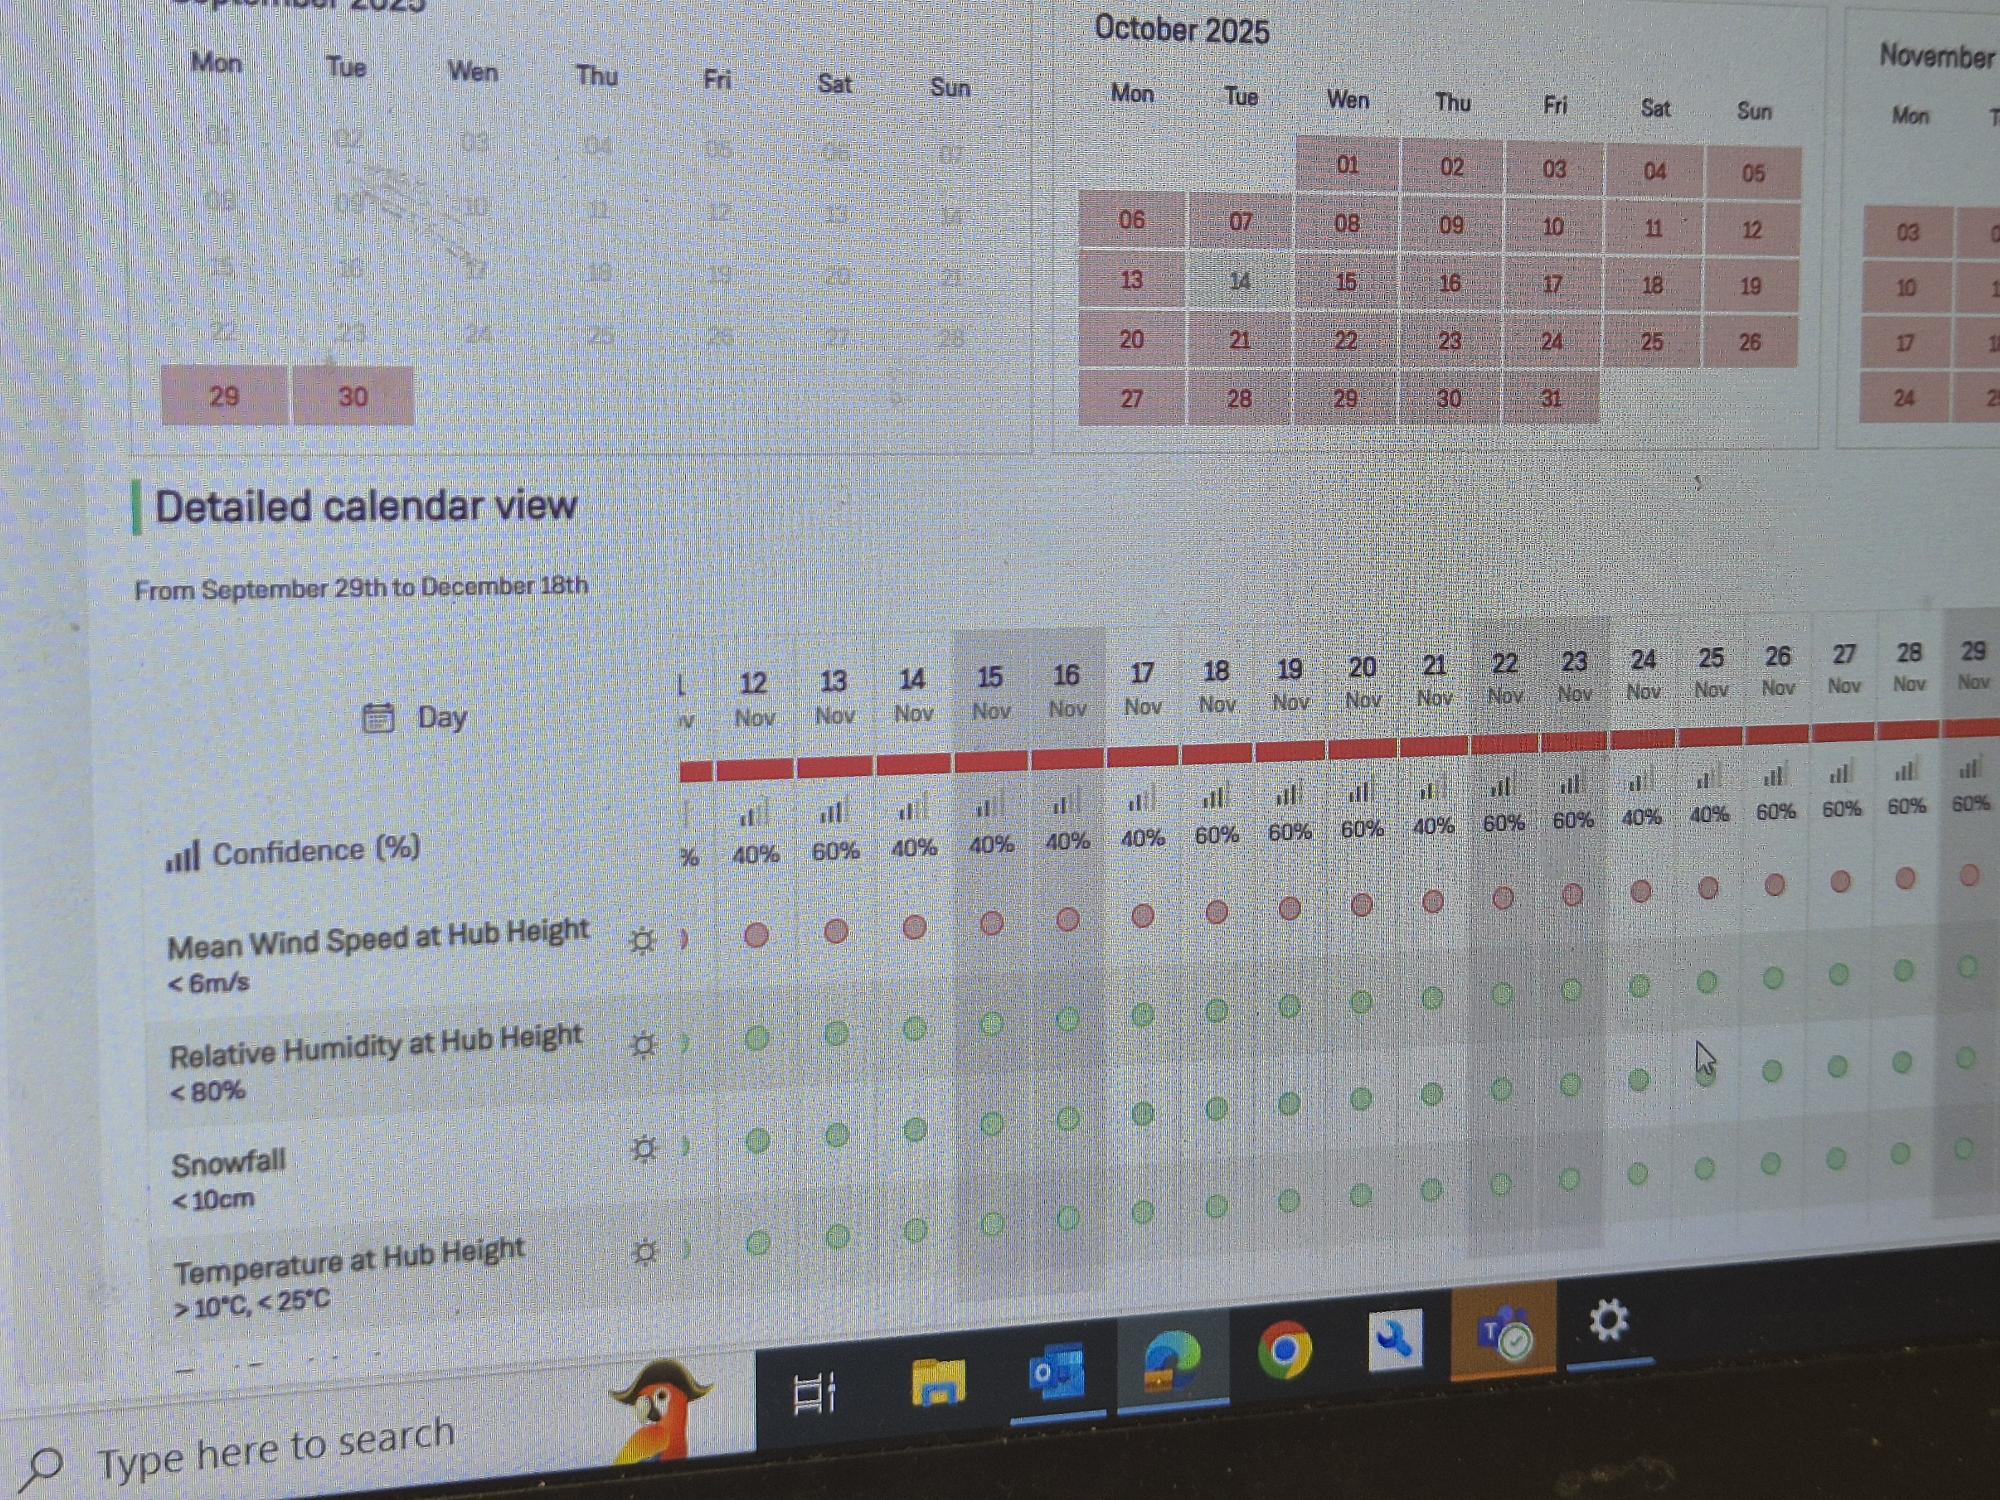 September 2025
Mon Tue Wen Thu Fri Sat Sun
01 02 03 04 05 06 07
08 09 10 11 12 13 14
15 16 17 18 19 20 21
22 23 24 25 26 27 28
29 30
October 2025
Mon Tue Wen Thu Fri Sat Sun
01 02 03 04 05
06 07 08 09 10 11 12
13 14 15 16 17 18 19
20 21 22 23 24 25 26
27 28 29 30 31
November
Mon
03
10
17
24
Detailed calendar view
From September 29th to December 18th
Day
12 13 14 15 16 17 18 19 20 21 22 23 24 25 26 27 28 29
Nov Nov Nov Nov Nov Nov Nov Nov Nov Nov Nov Nov Nov Nov Nov Nov Nov Nov
Confidence (%)
% 40% 60% 40% 40% 40% 40% 60% 60% 60% 40% 60% 60% 40% 40% 60% 60% 60% 60%
Mean Wind Speed at Hub Height
< 6m/s
Relative Humidity at Hub Height
< 80%
Snowfall
< 10cm
Temperature at Hub Height
> 10°C, < 25°C
Type here to search